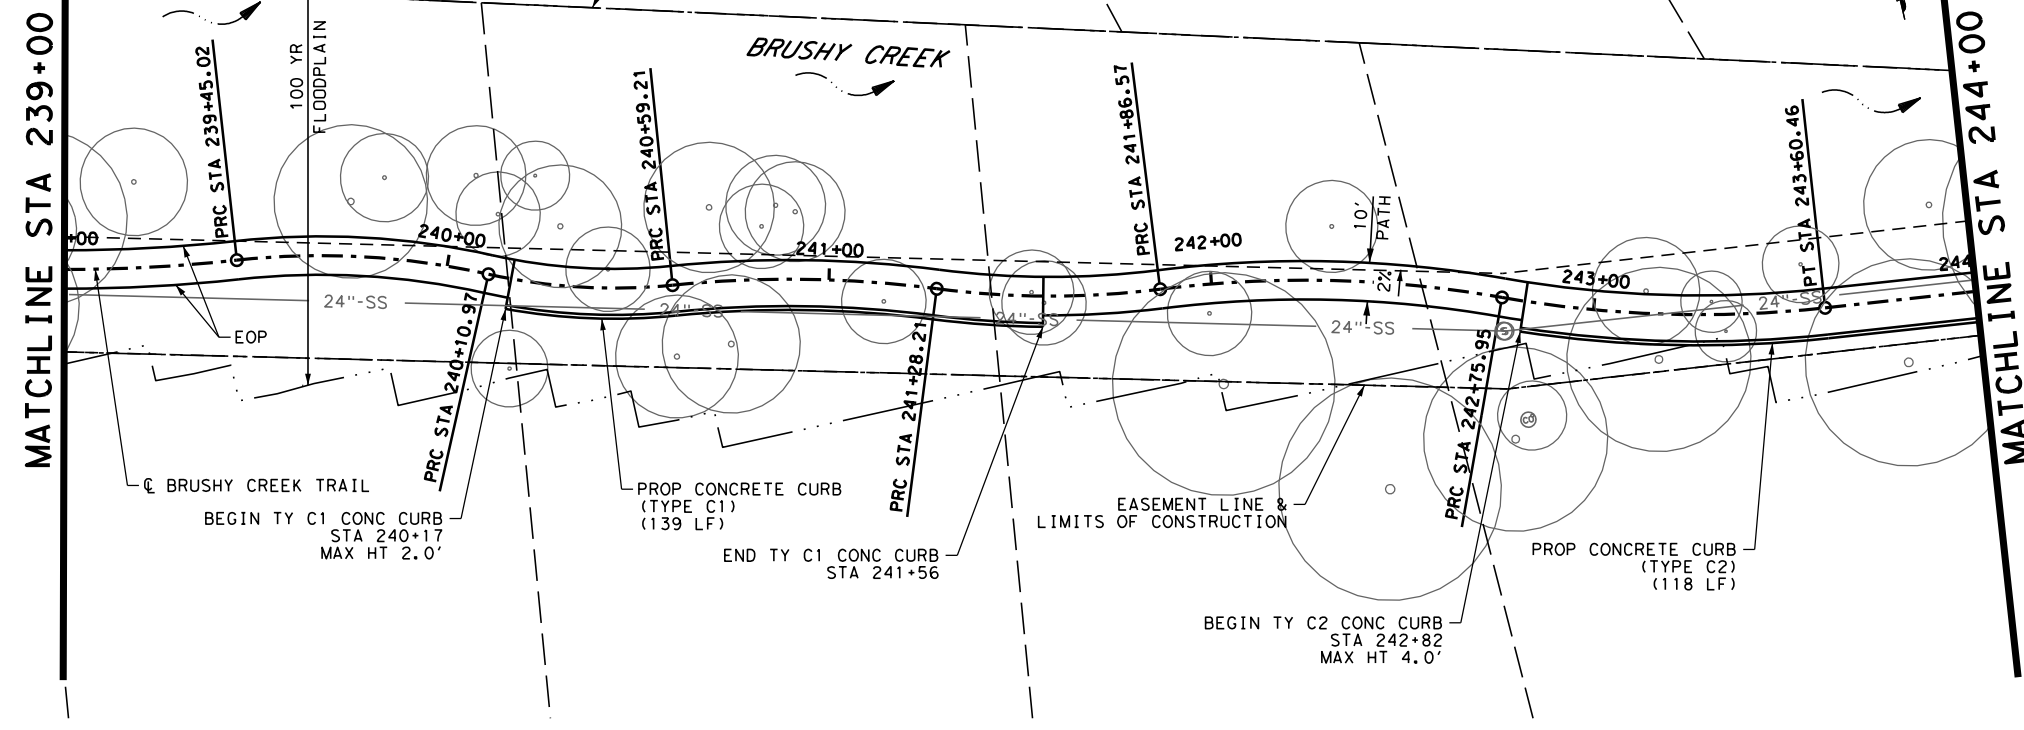 MATCHLINE STA 239+00
100 YR
FLOODPLAIN
BRUSHY CREEK
MATCHLINE STA 244+00
PRC STA 239+45.02
PRC STA 240+59.21
PRC STA 241+86.57
PT STA 243+60.46
10'
PATH
2%
+00
240+00
241+00
242+00
243+00
244
24"-SS
24"-SS
24"-SS
24"-SS
24"-SS
S
EOP
PRC STA 240+10.97
PRC STA 241+28.21
PRC STA 242+75.95
℄ BRUSHY CREEK TRAIL
BEGIN TY C1 CONC CURB
STA 240+17
MAX HT 2.0'
PROP CONCRETE CURB
(TYPE C1)
(139 LF)
END TY C1 CONC CURB
STA 241+56
EASEMENT LINE &
LIMITS OF CONSTRUCTION
PROP CONCRETE CURB
(TYPE C2)
(118 LF)
BEGIN TY C2 CONC CURB
STA 242+82
MAX HT 4.0'